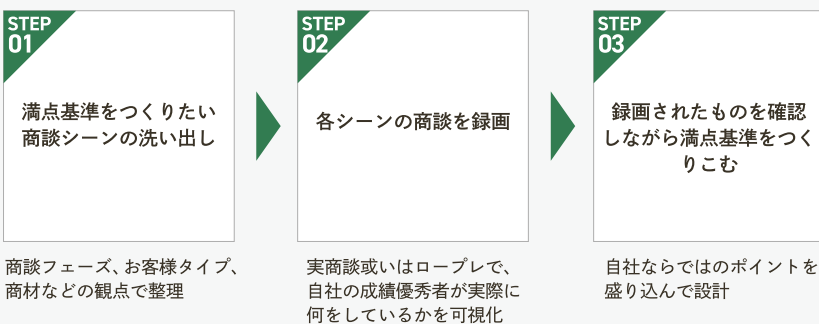 STEP
01
満点基準をつくりたい
商談シーンの洗い出し
商談フェーズ、お客様タイプ、
商材などの観点で整理
STEP
02
各シーンの商談を録画
実商談或いはロープレで、
自社の成績優秀者が実際に
何をしているかを可視化
STEP
03
録画されたものを確認
しながら満点基準をつく
りこむ
自社ならではのポイントを
盛り込んで設計